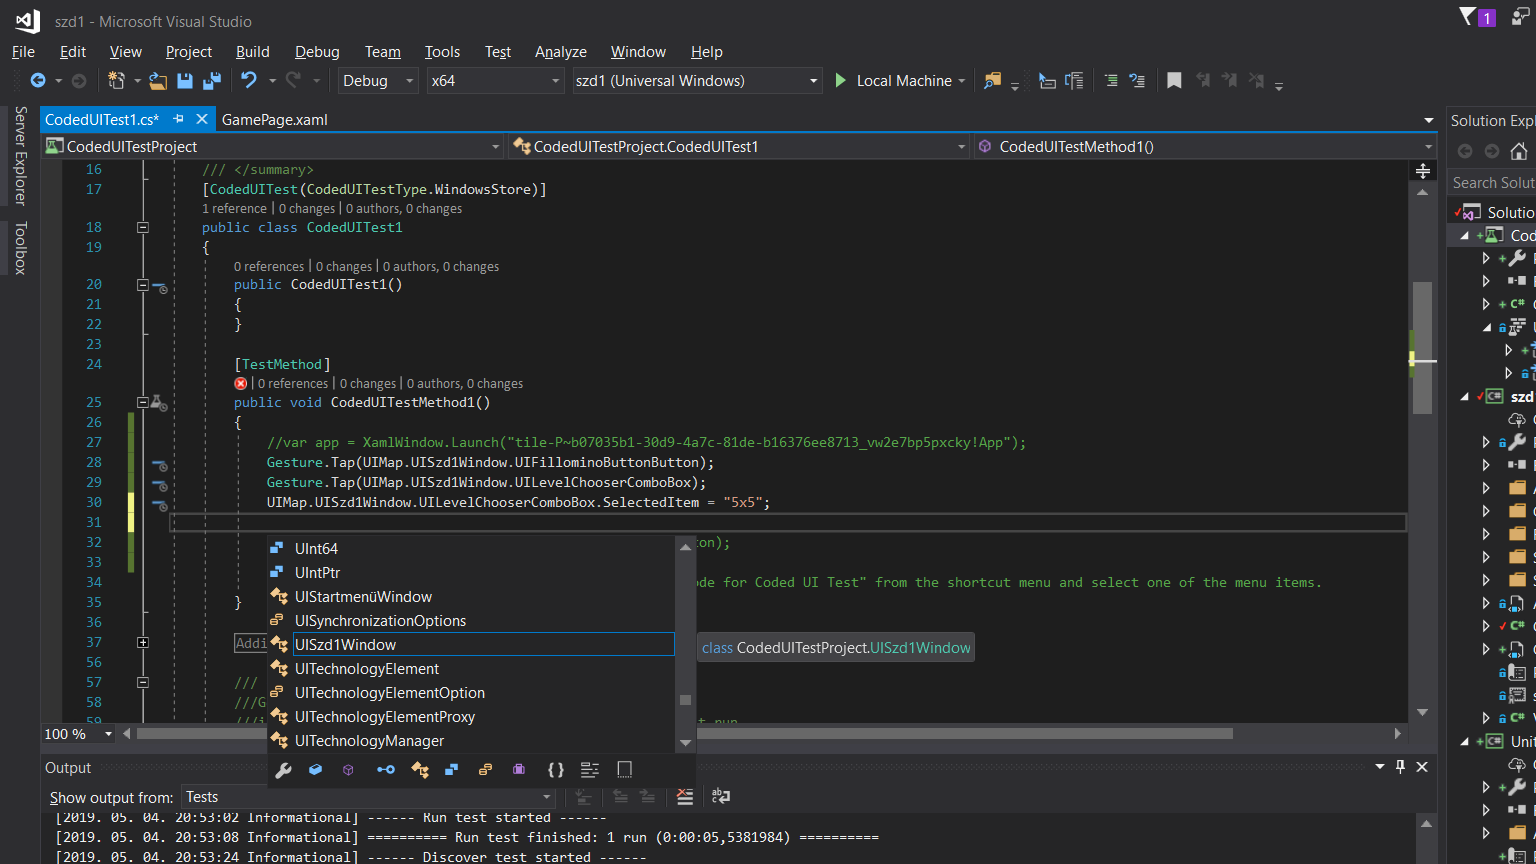 szd1 - Microsoft Visual Studio
1
File Edit View Project Build Debug Team Tools Test Analyze Window Help
Debug x64 szd1 (Universal Windows) Local Machine
Server Explorer
Toolbox
CodedUITest1.cs* GamePage.xaml
CodedUITestProject CodedUITestProject.CodedUITest1 CodedUITestMethod1()
16 /// </summary>
17 [CodedUITest(CodedUITestType.WindowsStore)]
1 reference | 0 changes | 0 authors, 0 changes
18 public class CodedUITest1
19 {
0 references | 0 changes | 0 authors, 0 changes
20 public CodedUITest1()
21 {
22 }
23
24 [TestMethod]
| 0 references | 0 changes | 0 authors, 0 changes
25 public void CodedUITestMethod1()
26 {
27 //var app = XamlWindow.Launch("tile-P~b07035b1-30d9-4a7c-81de-b16376ee8713_vw2e7bp5pxcky!App");
28 Gesture.Tap(UIMap.UISzd1Window.UIFillominoButtonButton);
29 Gesture.Tap(UIMap.UISzd1Window.UILevelChooserComboBox);
30 UIMap.UISzd1Window.UILevelChooserComboBox.SelectedItem = "5x5";
31
32 ton);
33
34 ode for Coded UI Test" from the shortcut menu and select one of the menu items.
35 }
36
37 Addi
56
57 ///
58 ///G
59 ///i t run
UInt64
UIntPtr
UIStartmenüWindow
UISynchronizationOptions
UISzd1Window
UITechnologyElement
UITechnologyElementOption
UITechnologyElementProxy
UITechnologyManager
class CodedUITestProject.UISzd1Window
100 %
Output
Show output from: Tests
[2019. 05. 04. 20:53:02 Informational] ------ Run test started ------
[2019. 05. 04. 20:53:08 Informational] ========== Run test finished: 1 run (0:00:05,5381984) ==========
[2019. 05. 04. 20:53:24 Informational] ------ Discover test started ------
Solution Expl
Search Solut
Solutio
Cod
szd
Unit